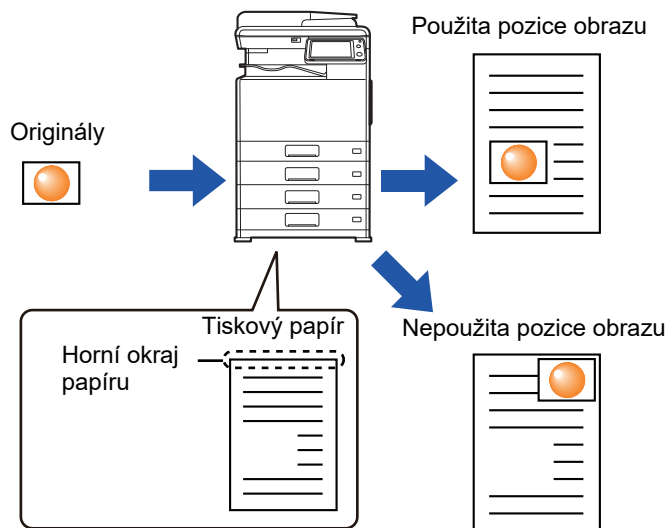 Použita pozice obrazu
Originály
Tiskový papír
Horní okraj
papíru
Nepoužita pozice obrazu